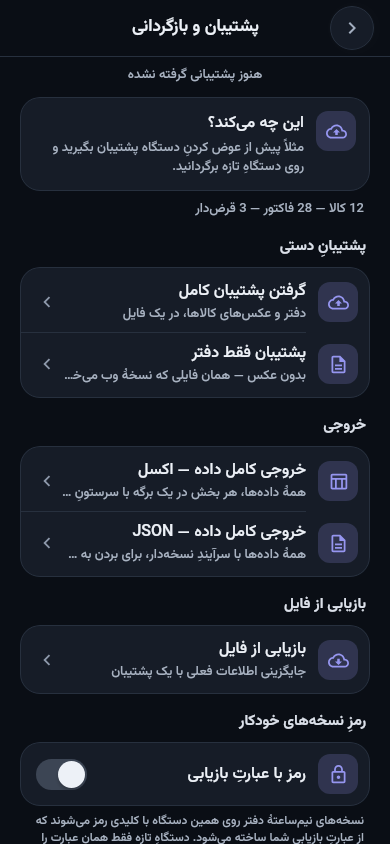 پشتیبان و بازگردانی
هنوز پشتیبانی گرفته نشده
این چه می‌کند؟
مثلاً پیش از عوض کردنِ دستگاه پشتیبان بگیرید و
روی دستگاهِ تازه برگردانید.
12 کالا — 28 فاکتور — 3 قرض‌دار
پشتیبانِ دستی
گرفتن پشتیبان کامل
دفتر و عکس‌های کالاها، در یک فایل
پشتیبان فقط دفتر
بدون عکس — همان فایلی که نسخهٔ وب می‌خـ...
خروجی
خروجی کامل داده — اکسل
همهٔ داده‌ها، هر بخش در یک برگه با سرستونِ ...
خروجی کامل داده — JSON
همهٔ داده‌ها با سرآیندِ نسخه‌دار، برای بردن به ...
بازیابی از فایل
بازیابی از فایل
جایگزینی اطلاعات فعلی با یک پشتیبان
رمزِ نسخه‌های خودکار
رمز با عبارتِ بازیابی
نسخه‌های نیم‌ساعتهٔ دفتر روی همین دستگاه با کلیدی رمز می‌شوند که
از عبارتِ بازیابیِ شما ساخته می‌شود. دستگاهِ تازه فقط همان عبارت را